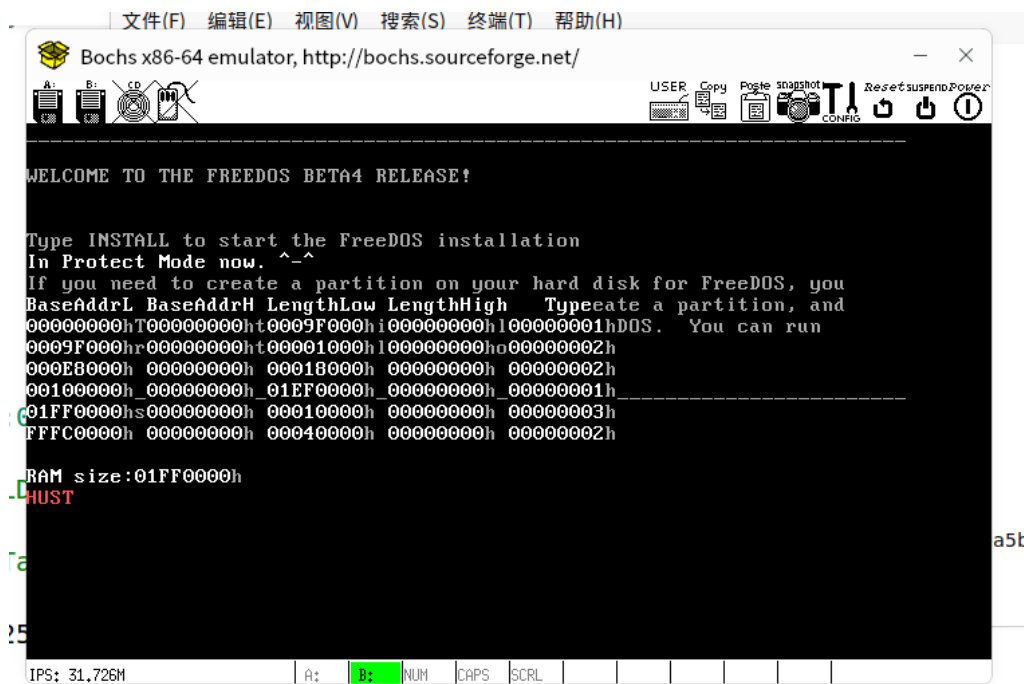 文件(F) 编辑(E) 视图(V) 搜索(S) 终端(T) 帮助(H)
Bochs x86-64 emulator, http://bochs.sourceforge.net/
A: B: CD USER Copy Paste snapshot CONFIG Reset SUSPEND Power
WELCOME TO THE FREEDOS BETA4 RELEASE!
Type INSTALL to start the FreeDOS installation
In Protect Mode now. ^-^
If you need to create a partition on your hard disk for FreeDOS, you
BaseAddrL BaseAddrH LengthLow LengthHigh   Typeeate a partition, and
00000000hT00000000ht0009F000hi00000000hl00000001hDOS.  You can run
0009F000hr00000000ht00001000hl00000000ho00000002h
000E8000h 00000000h 00018000h 00000000h 00000002h
00100000h_00000000h_01EF0000h_00000000h_00000001h________________________
01FF0000hs00000000h 00010000h 00000000h 00000003h
FFFC0000h 00000000h 00040000h 00000000h 00000002h
RAM size:01FF0000h
HUST
a5b
25
IPS: 31,726M A: B: NUM CAPS SCRL